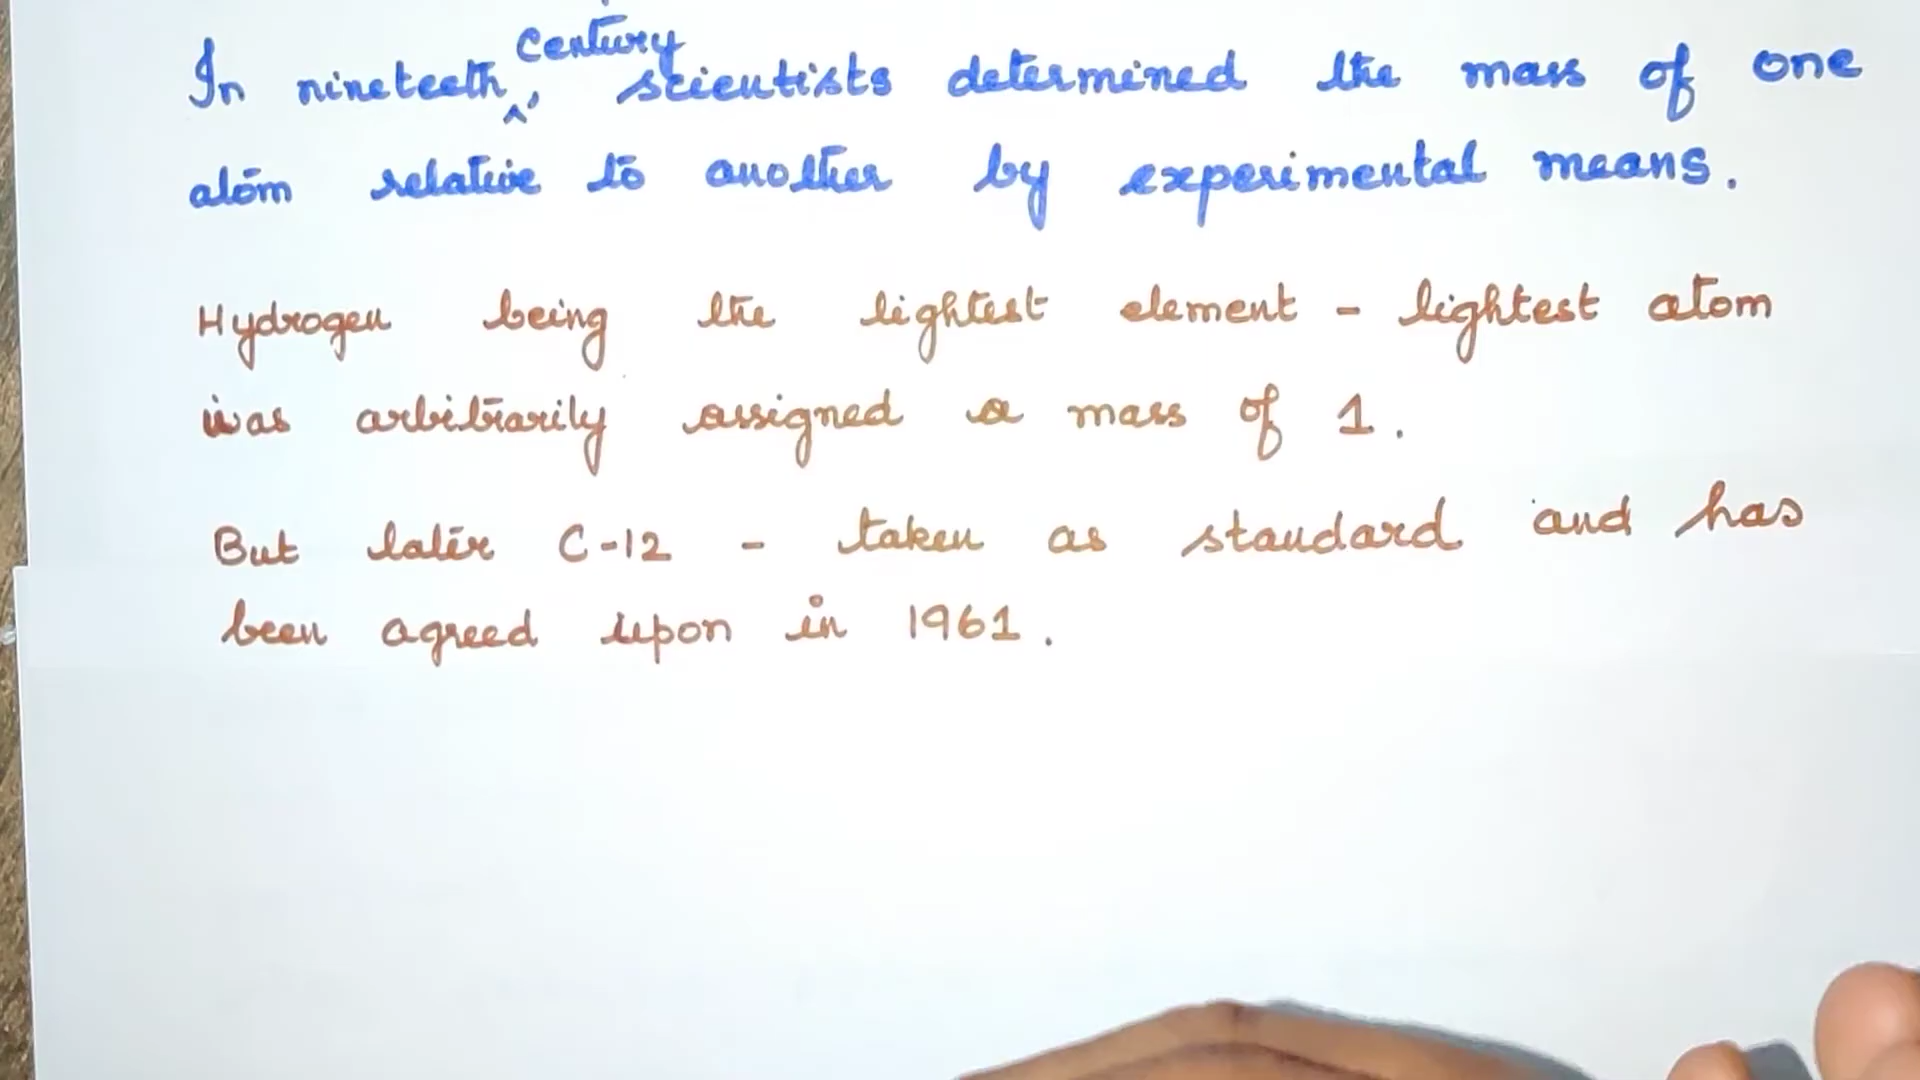 In nineteeth century, scientists determined the mass of one
atom relative to another by experimental means.
Hydrogen being the lightest element - lightest atom
was arbitrarily assigned a mass of 1.
But later C-12 - taken as standard and has
been agreed upon in 1961.